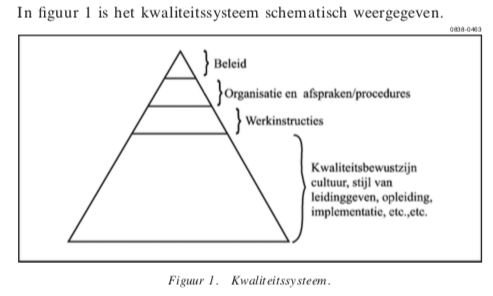 In figuur 1 is het kwaliteitssysteem schematisch weergegeven.
0838-0463
Beleid
Organisatie en afspraken/procedures
Werkinstructies
Kwaliteitsbewustzijn
cultuur, stijl van
leidinggeven, opleiding,
implementatie, etc.,etc.
Figuur 1. Kwaliteitssysteem.